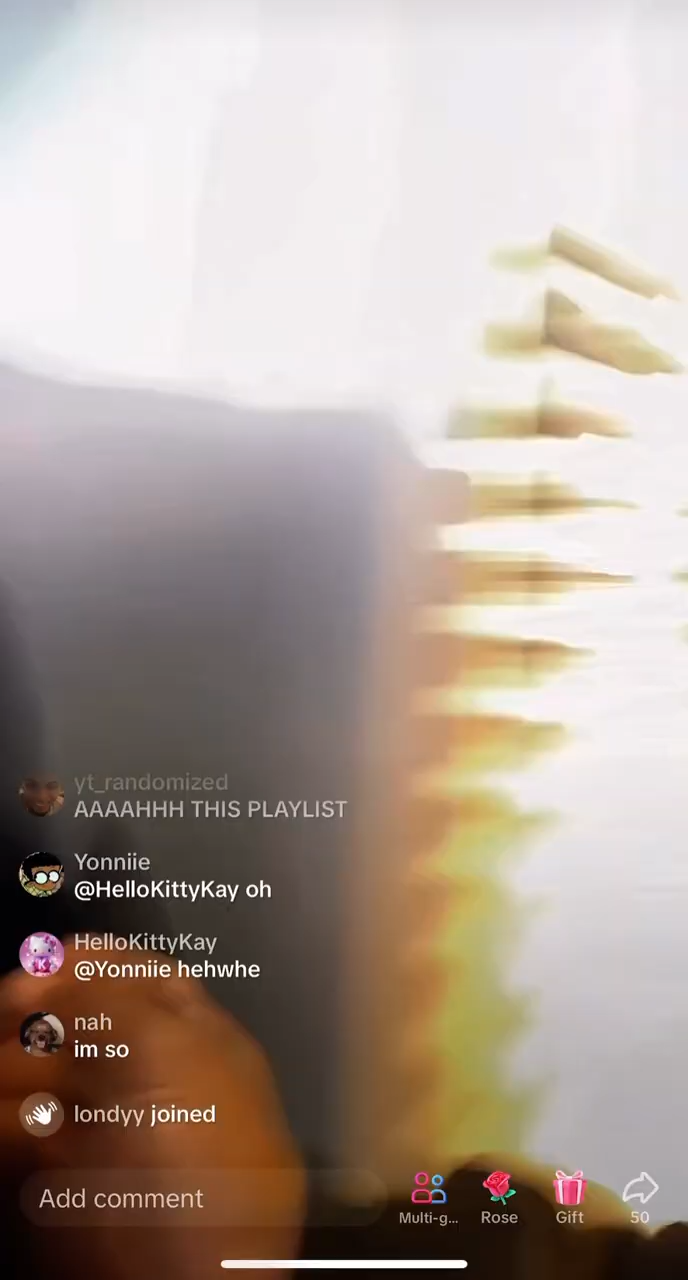 yt_randomized
AAAAHHH THIS PLAYLIST
Yonniie
@HelloKittyKay oh
HelloKittyKay
@Yonniie hehwhe
nah
im so
londyy joined
Add comment
Multi-g...
Rose
Gift
50